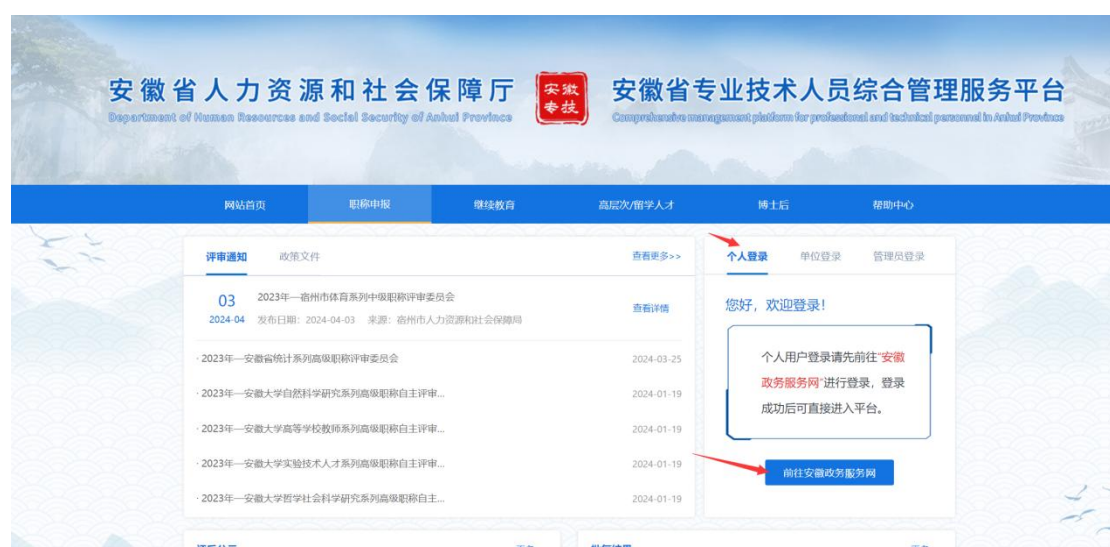 安徽省人力资源和社会保障厅
Department of Human Resources and Social Security of Anhui Province
安徽
专技
安徽省专业技术人员综合管理服务平台
Comprehensive management platform for professional and technical personnel in Anhui Province
网站首页 职称申报 继续教育 高层次/留学人才 博士后 帮助中心
评审通知 政策文件 查看更多>>
03
2024-04
2023年—宿州市体育系列中级职称评审委员会
发布日期：2024-04-03 来源：宿州市人力资源和社会保障局
查看详情
· 2023年—安徽省统计系列高级职称评审委员会 2024-03-25
· 2023年—安徽大学自然科学研究系列高级职称自主评审... 2024-01-19
· 2023年—安徽大学高等学校教师系列高级职称自主评审... 2024-01-19
· 2023年—安徽大学实验技术人才系列高级职称自主评审... 2024-01-19
· 2023年—安徽大学哲学社会科学研究系列高级职称自主... 2024-01-19
个人登录 单位登录 管理员登录
您好，欢迎登录！
个人用户登录请先前往“安徽
政务服务网”进行登录，登录
成功后可直接进入平台。
前往安徽政务服务网